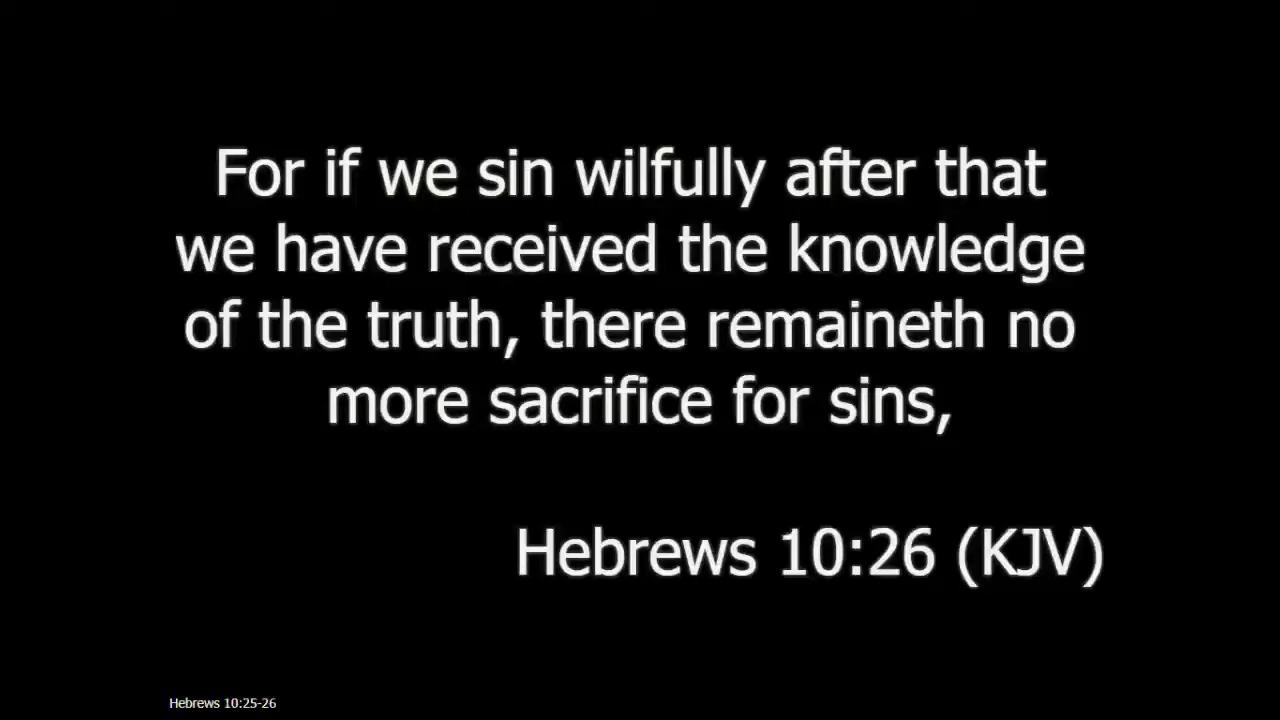 For if we sin wilfully after that
we have received the knowledge
of the truth, there remaineth no
more sacrifice for sins,
Hebrews 10:26 (KJV)
Hebrews 10:25-26